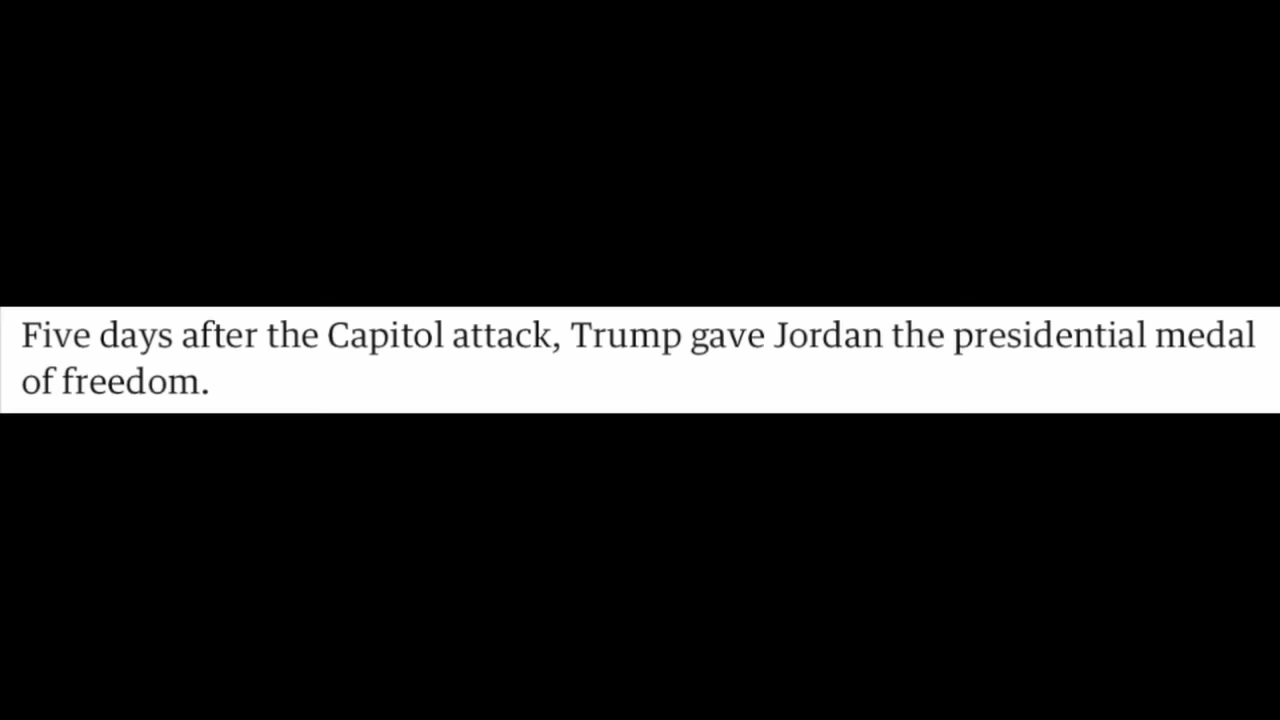 Five days after the Capitol attack, Trump gave Jordan the presidential medal
of freedom.